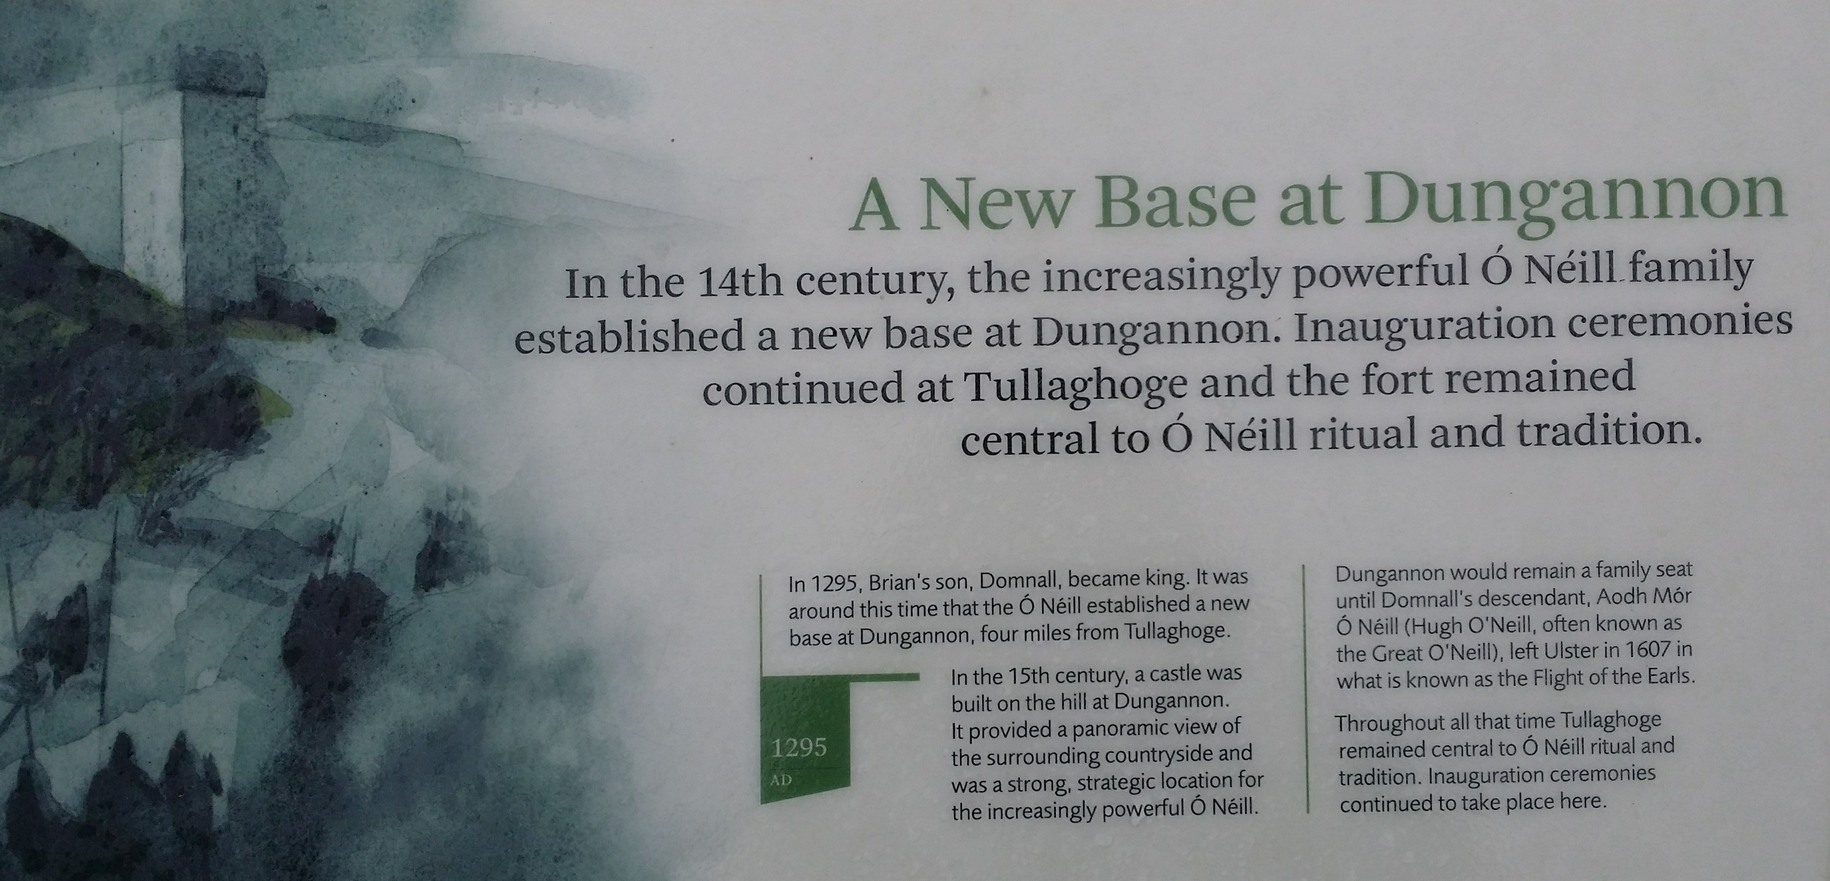 A New Base at Dungannon
In the 14th century, the increasingly powerful Ó Néill family
established a new base at Dungannon. Inauguration ceremonies
continued at Tullaghoge and the fort remained
central to Ó Néill ritual and tradition.
In 1295, Brian's son, Domnall, became king. It was
around this time that the Ó Néill established a new
base at Dungannon, four miles from Tullaghoge.
1295
AD
In the 15th century, a castle was
built on the hill at Dungannon.
It provided a panoramic view of
the surrounding countryside and
was a strong, strategic location for
the increasingly powerful Ó Néill.
Dungannon would remain a family seat
until Domnall's descendant, Aodh Mór
Ó Néill (Hugh O'Neill, often known as
the Great O'Neill), left Ulster in 1607 in
what is known as the Flight of the Earls.
Throughout all that time Tullaghoge
remained central to Ó Néill ritual and
tradition. Inauguration ceremonies
continued to take place here.